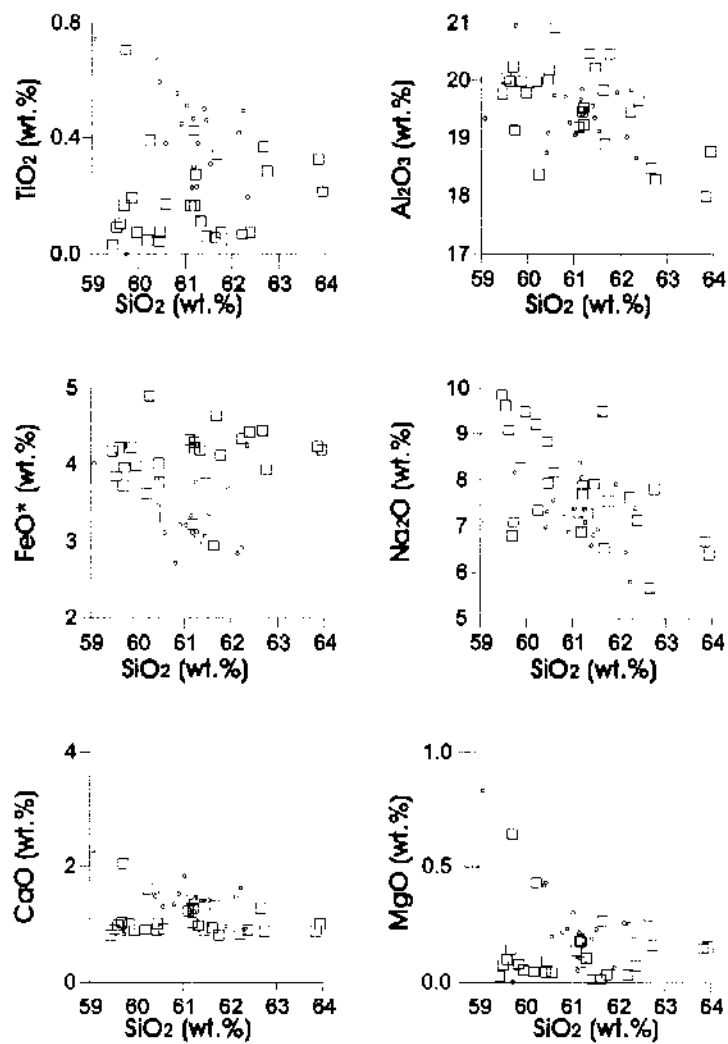 0.8
0.4
0.0
TiO₂ (wt.%)
59 60 61 62 63 64
SiO₂ (wt.%)
21
20
19
18
17
Al₂O₃ (wt.%)
59 60 61 62 63 64
SiO₂ (wt.%)
5
4
3
2
FeO* (wt.%)
59 60 61 62 63 64
SiO₂ (wt.%)
10
9
8
7
6
5
Na₂O (wt.%)
59 60 61 62 63 64
SiO₂ (wt.%)
4
2
0
CaO (wt.%)
59 60 61 62 63 64
SiO₂ (wt.%)
1.0
0.5
0.0
MgO (wt.%)
59 60 61 62 63 64
SiO₂ (wt.%)